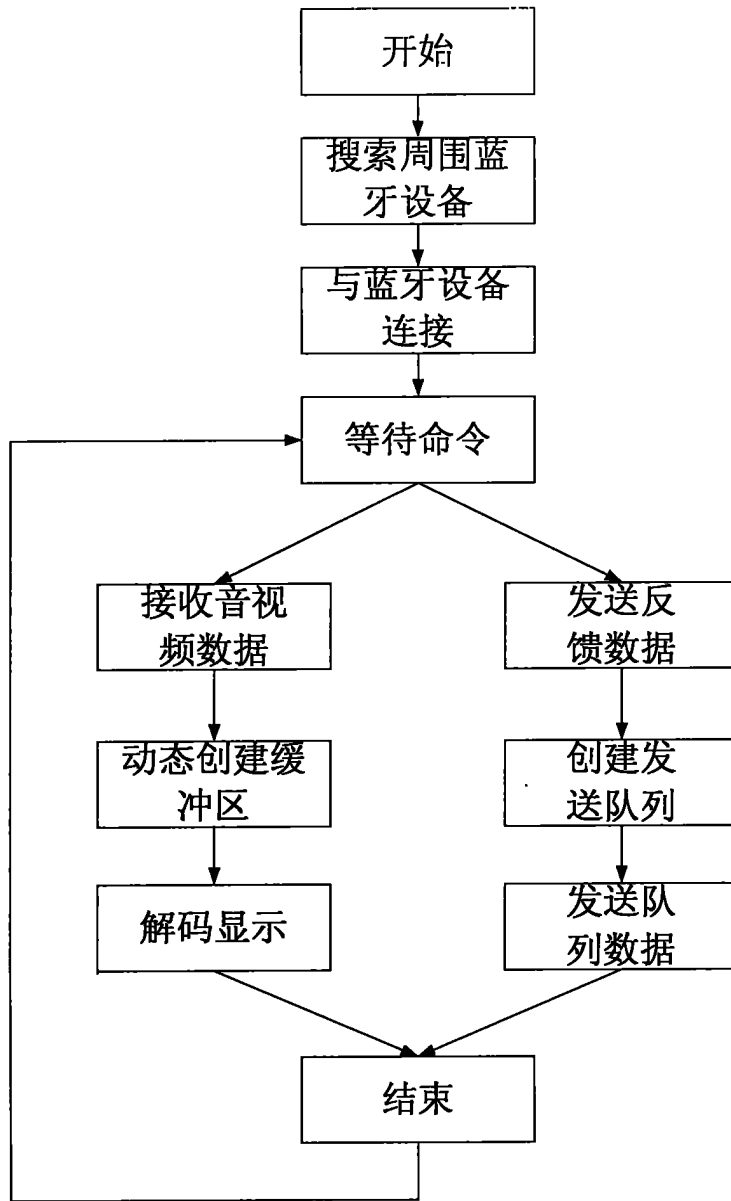 开始
搜索周围蓝
牙设备
与蓝牙设备
连接
等待命令
接收音视
频数据
发送反
馈数据
动态创建缓
冲区
创建发
送队列
解码显示
发送队
列数据
结束